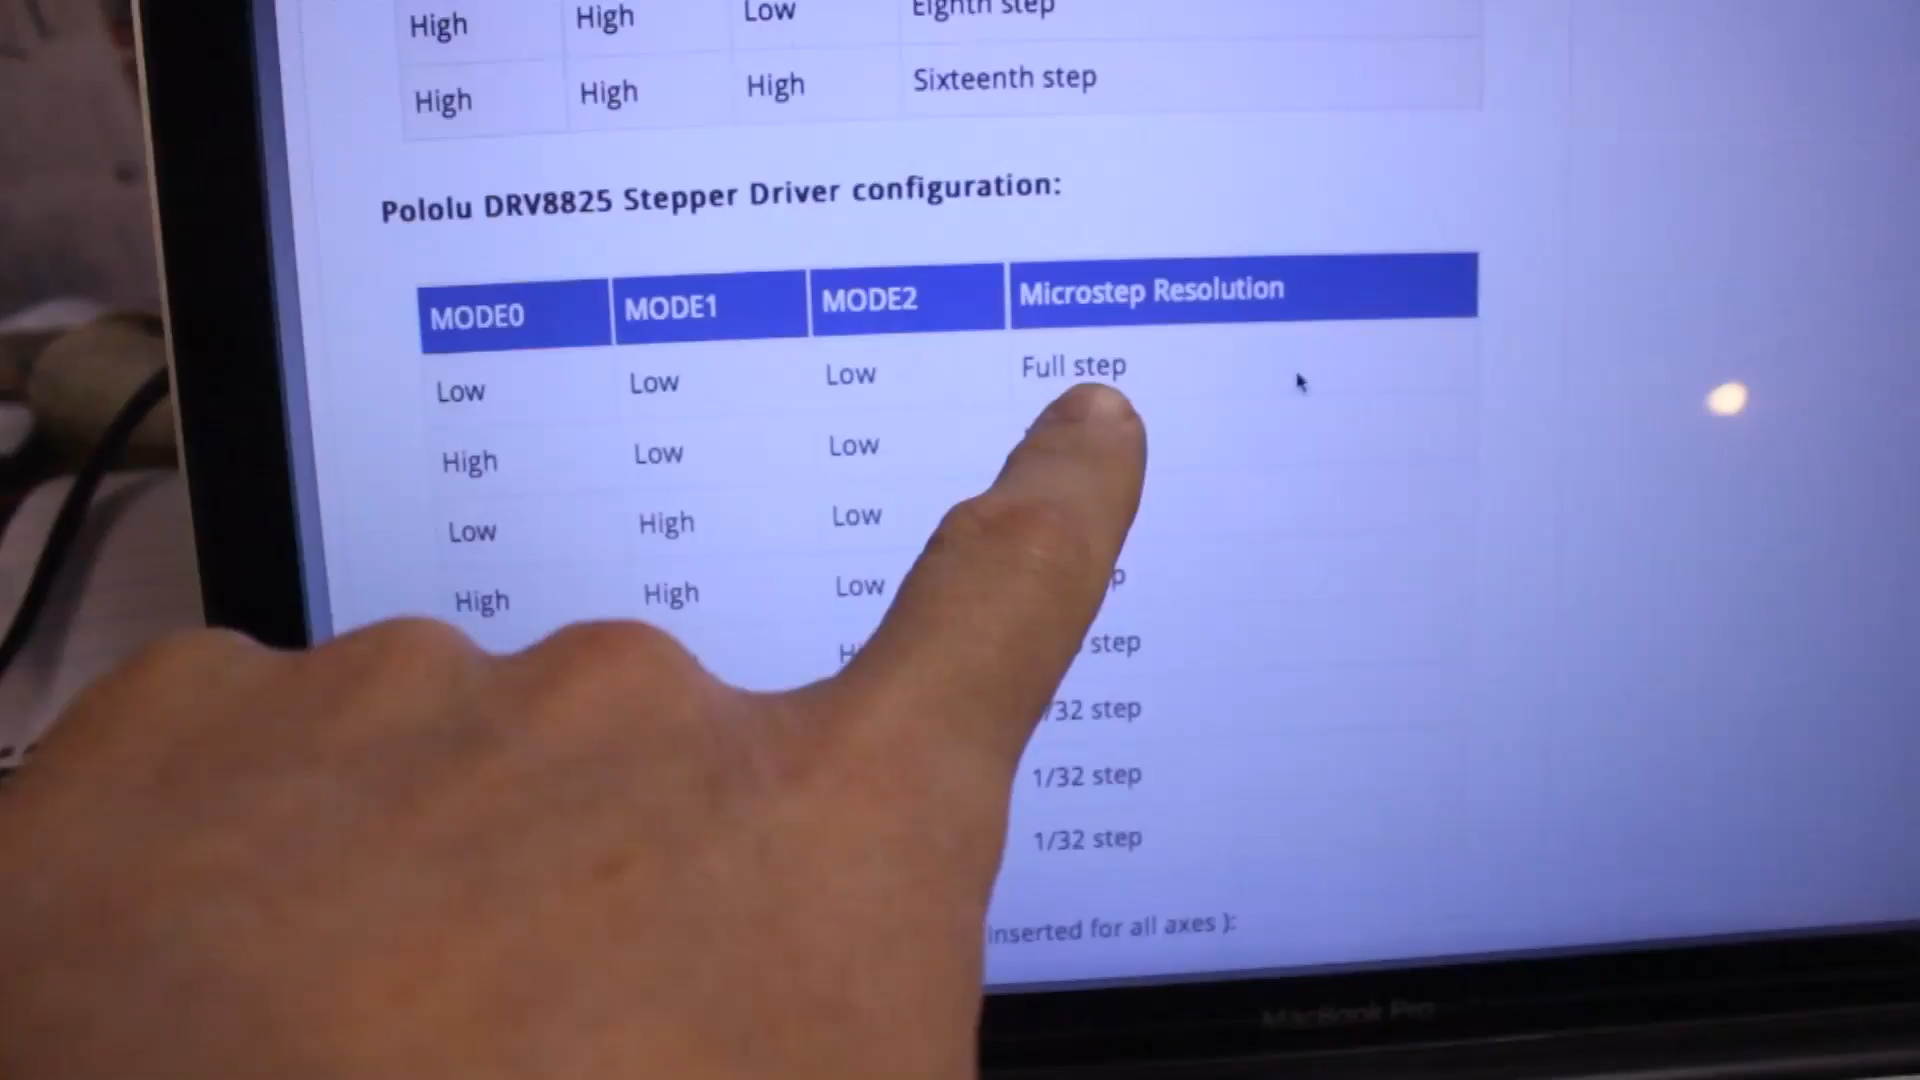 High High Low Eighth step
High High High Sixteenth step
Pololu DRV8825 Stepper Driver configuration:
MODE0 MODE1 MODE2 Microstep Resolution
Low Low Low Full step
High Low Low
Low High Low
High High Low
step
/32 step
1/32 step
1/32 step
inserted for all axes ):
MacBook Pro